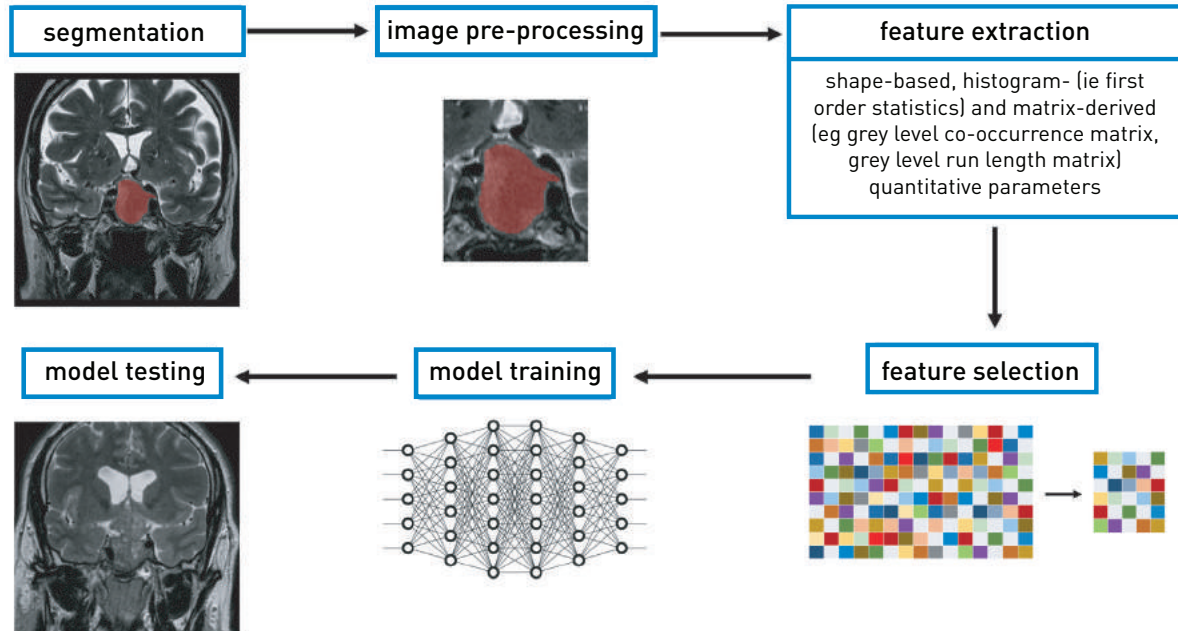 segmentation
image pre-processing
feature extraction
shape-based, histogram- (ie first
order statistics) and matrix-derived
(eg grey level co-occurrence matrix,
grey level run length matrix)
quantitative parameters
model testing
model training
feature selection